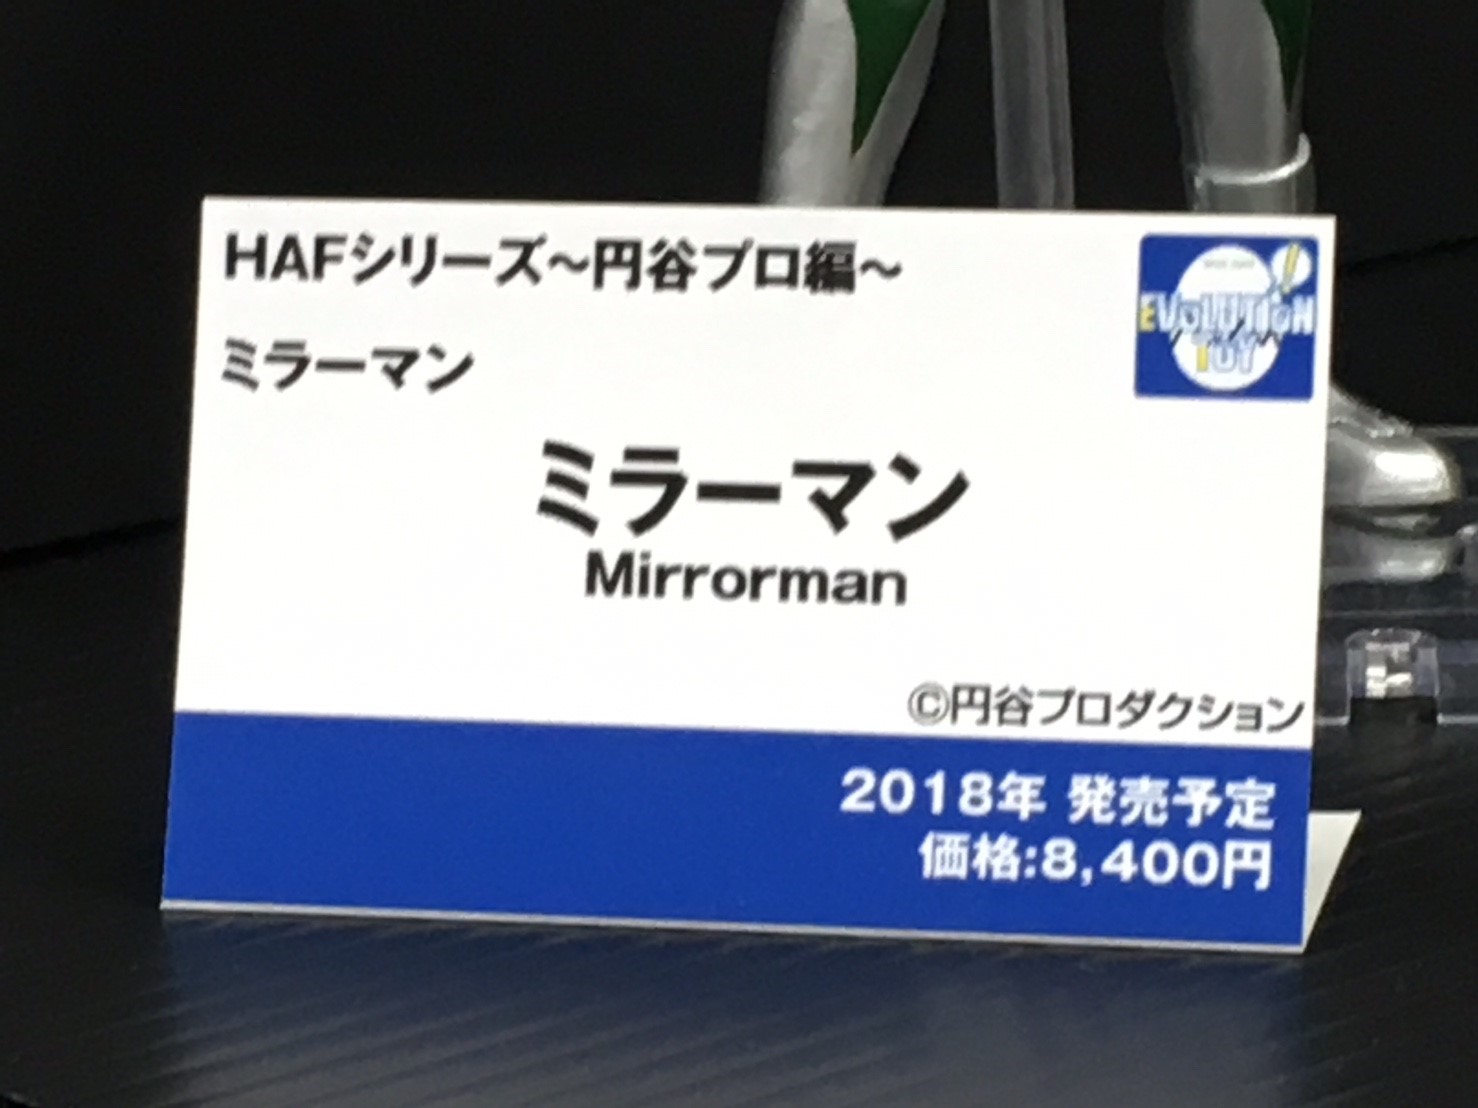 HAFシリーズ～円谷プロ編～
EVOLUTION
TOY
ミラーマン
ミラーマン
Mirrorman
©円谷プロダクション
2018年 発売予定
価格:8,400円